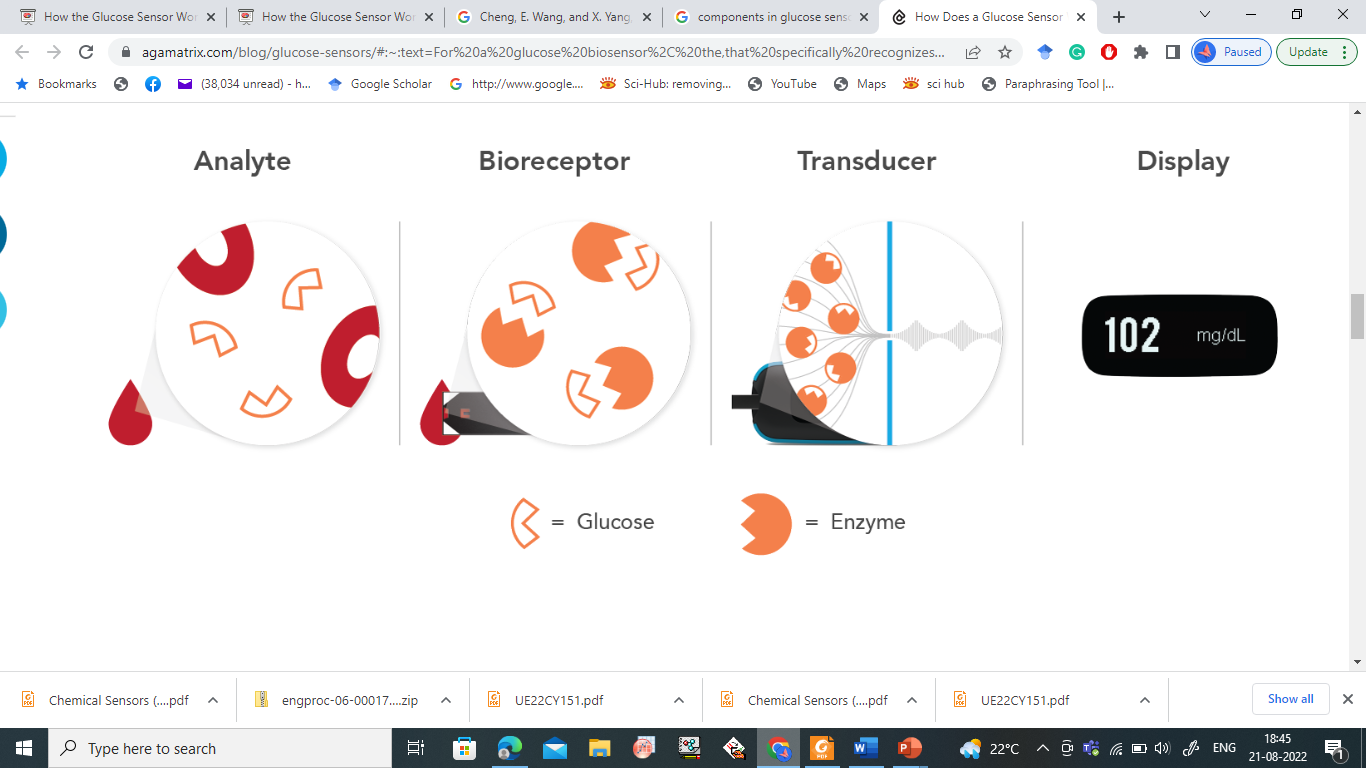 How the Glucose Sensor Wor
How the Glucose Sensor Wor
Cheng, E. Wang, and X. Yang,
components in glucose sens
How Does a Glucose Sensor
agamatrix.com/blog/glucose-sensors/#:~:text=For%20a%20glucose%20biosensor%2C%20the,that%20specifically%20recognizes...
Paused
Update
Bookmarks
(38,034 unread) - h...
Google Scholar
http://www.google....
Sci-Hub: removing...
YouTube
Maps
sci hub
Paraphrasing Tool |...
Analyte
Bioreceptor
Transducer
Display
102 mg/dL
= Glucose
= Enzyme
Chemical Sensors (....pdf
engproc-06-00017....zip
UE22CY151.pdf
Chemical Sensors (....pdf
UE22CY151.pdf
Show all
Type here to search
22°C
ENG
18:45
21-08-2022
1